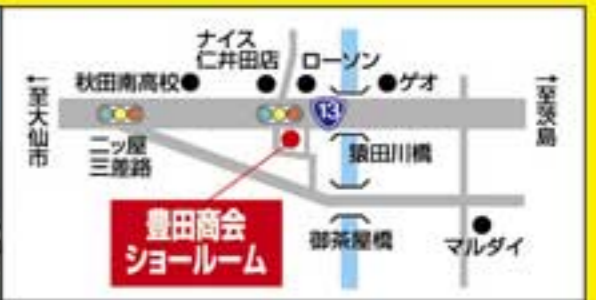 ナイス
仁井田店
ローソン
秋田南高校
ゲオ
←至大仙市
→至茨島
13
二ッ屋
三差路
猿田川橋
豊田商会
ショールーム
御茶屋橋
マルダイ